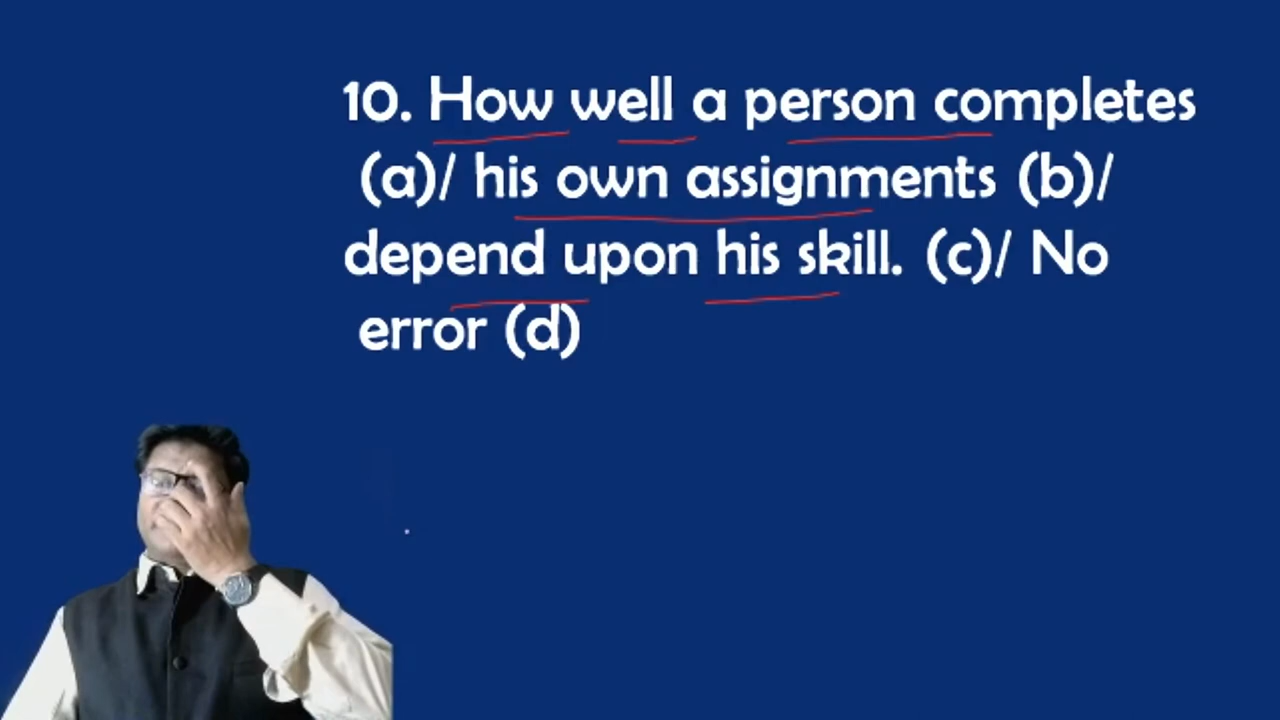 10. How well a person completes
(a)/ his own assignments (b)/
depend upon his skill. (c)/ No
error (d)